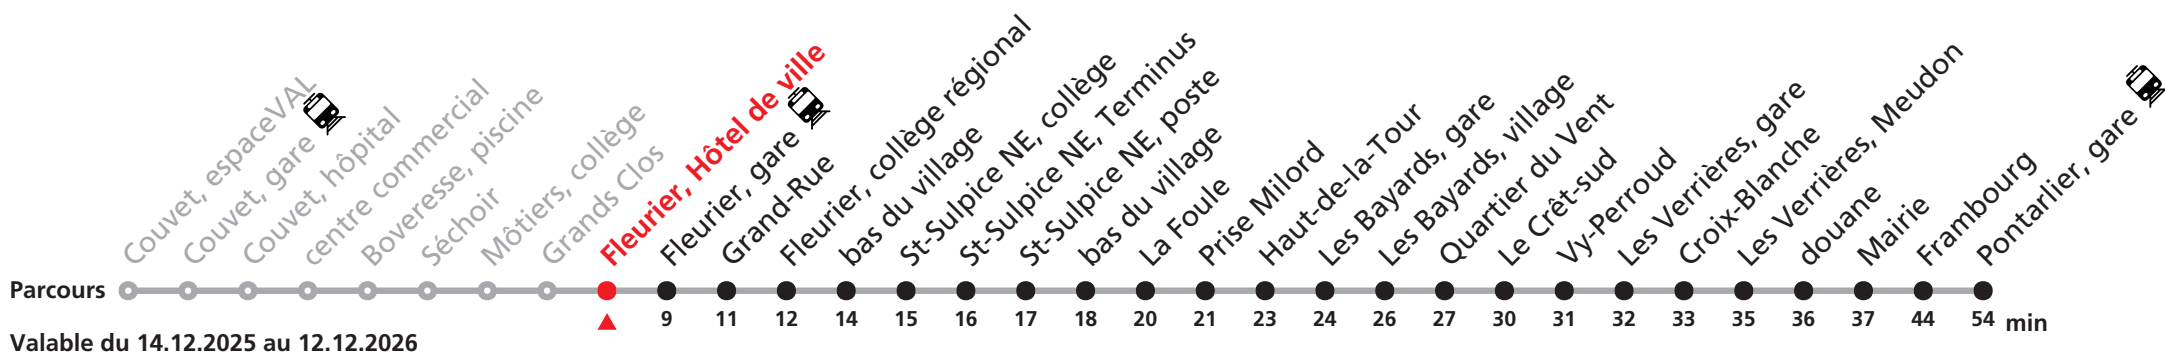 Couvet, espaceVAL
Couvet, gare
Couvet, hôpital
centre commercial
Boveresse, piscine
Séchoir
Môtiers, collège
Grands Clos
Fleurier, Hôtel de ville
Fleurier, gare
Grand-Rue
Fleurier, collège régional
bas du village
St-Sulpice NE, collège
St-Sulpice NE, Terminus
St-Sulpice NE, poste
bas du village
La Foule
Prise Milord
Haut-de-la-Tour
Les Bayards, gare
Les Bayards, village
Quartier du Vent
Le Crêt-sud
Vy-Perroud
Les Verrières, gare
Croix-Blanche
Les Verrières, Meudon
douane
Mairie
Frambourg
Pontarlier, gare
Parcours
9 11 12 14 15 16 17 18 20 21 23 24 26 27 30 31 32 33 35 36 37 44 54 min
Valable du 14.12.2025 au 12.12.2026